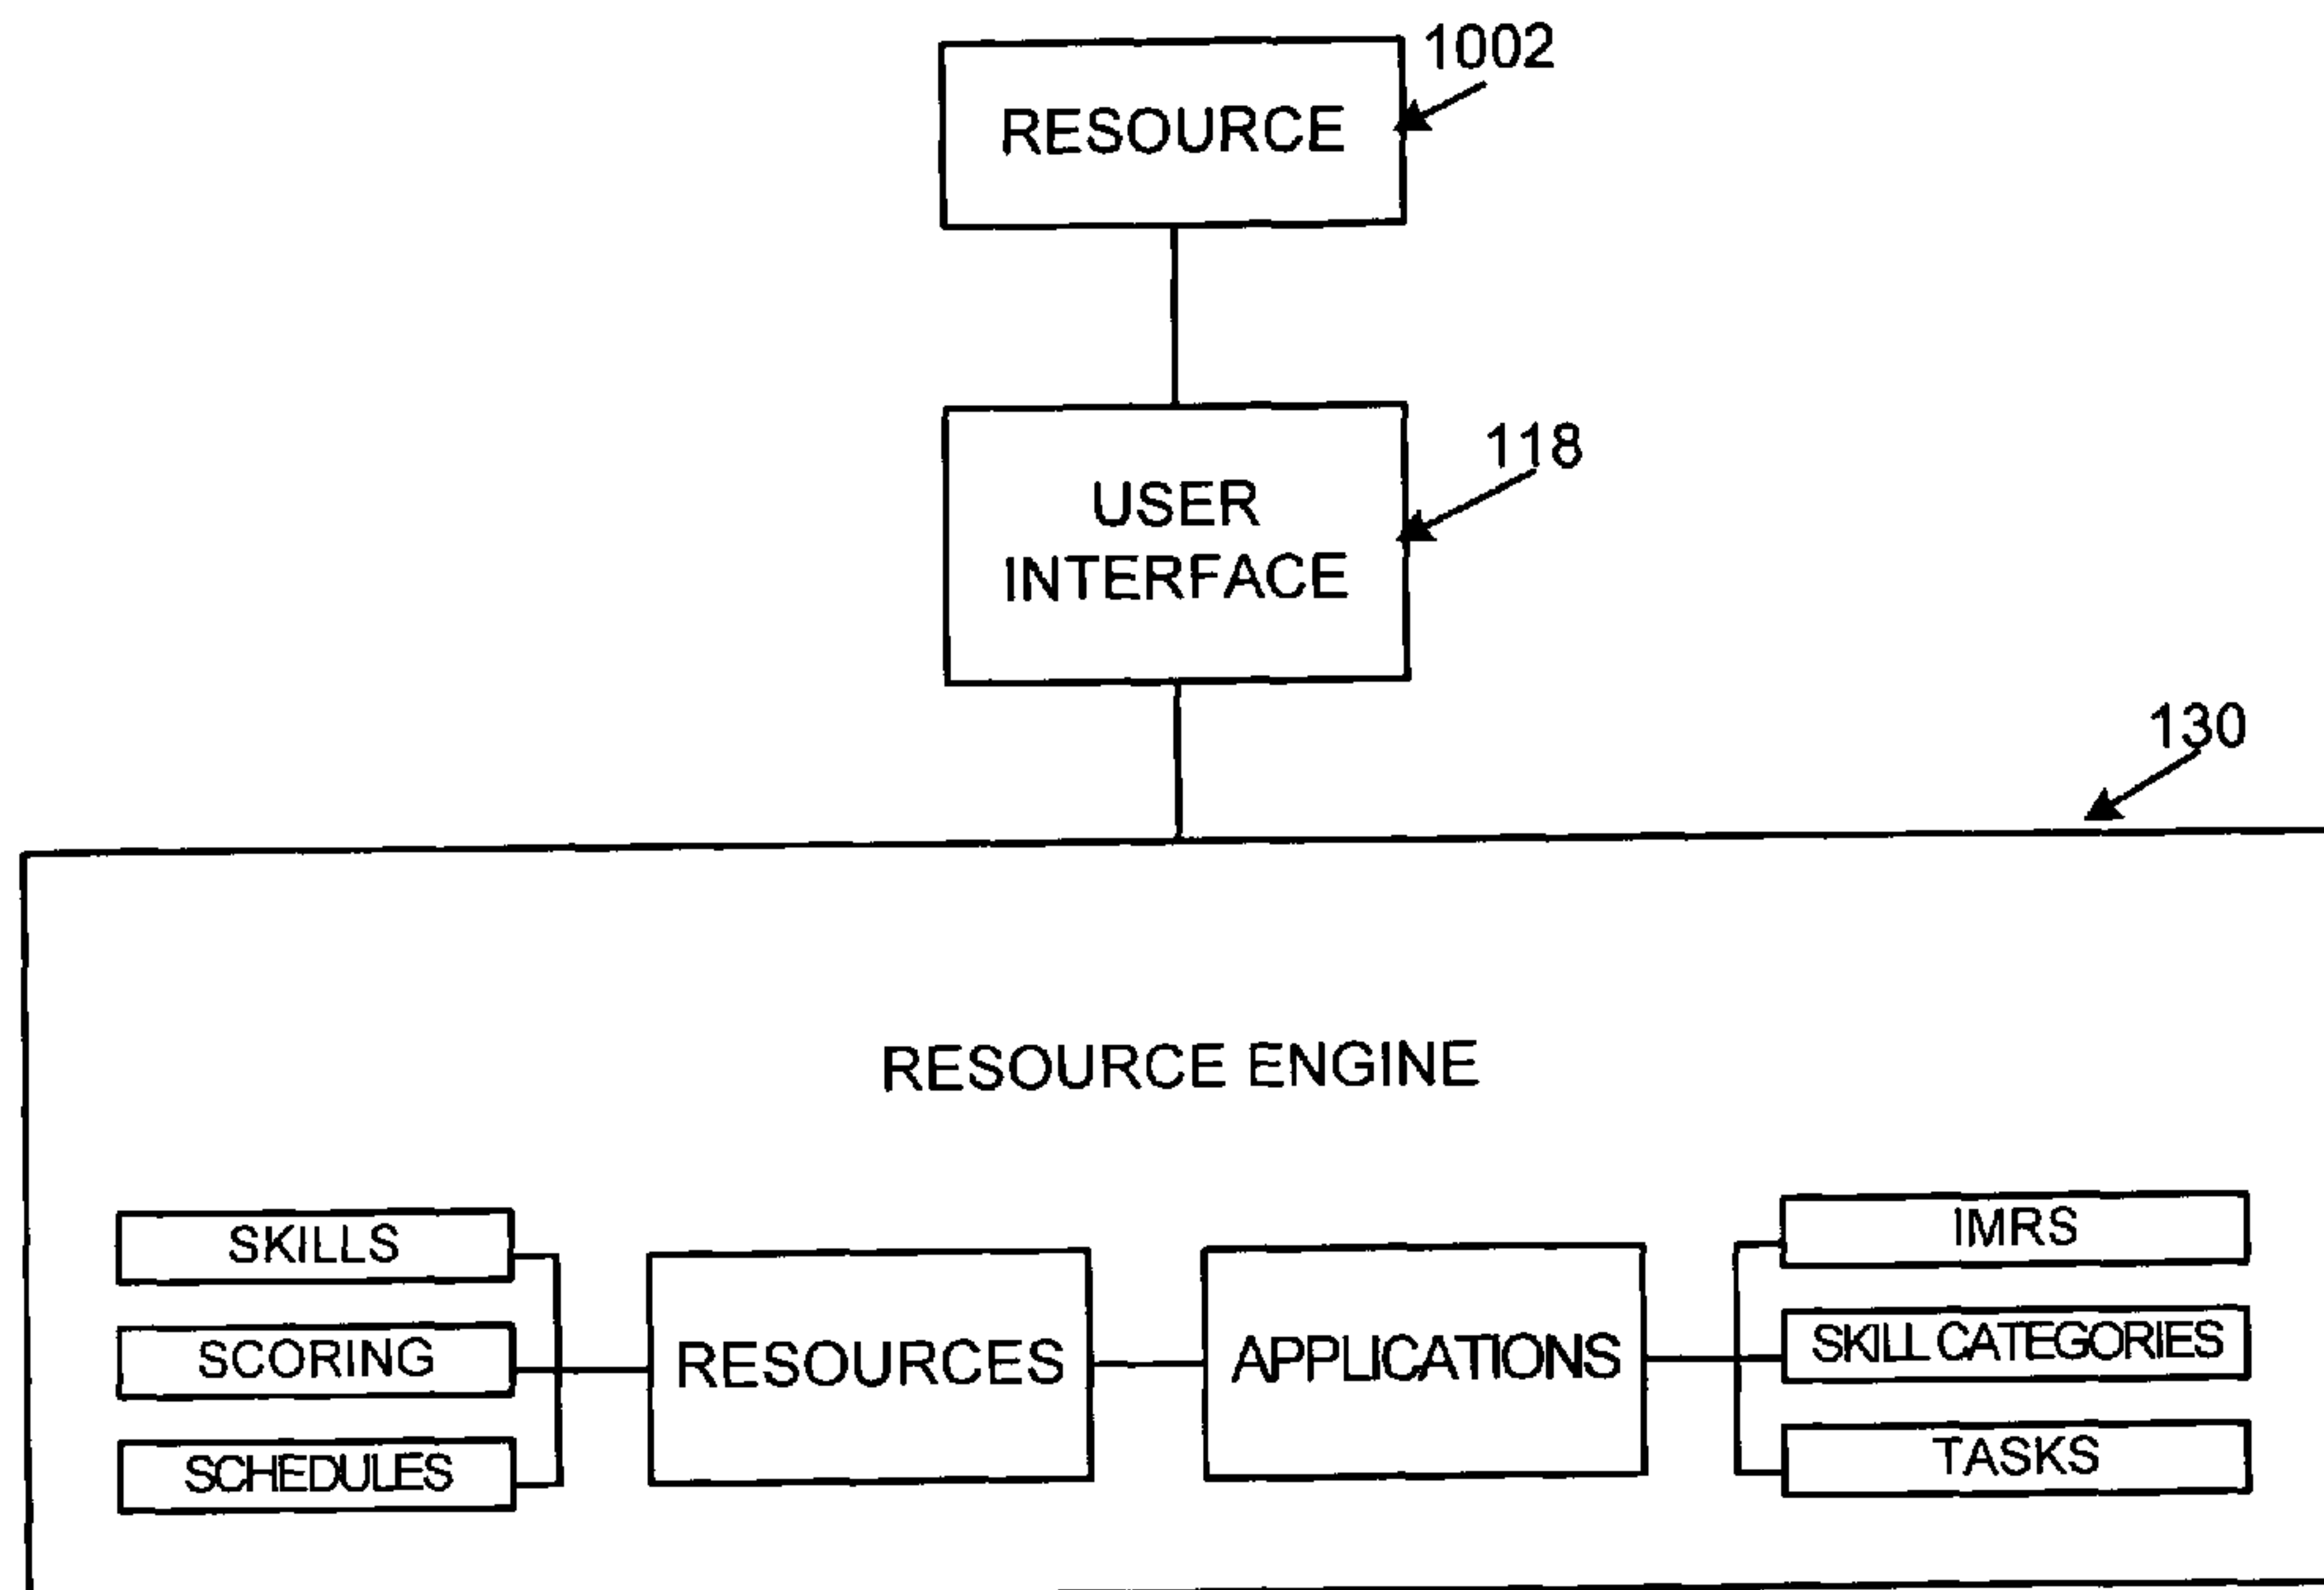 1002
RESOURCE
118
USER
INTERFACE
130
RESOURCE ENGINE
SKILLS
SCORING
SCHEDULES
RESOURCES
APPLICATIONS
IMRS
SKILL CATEGORIES
TASKS